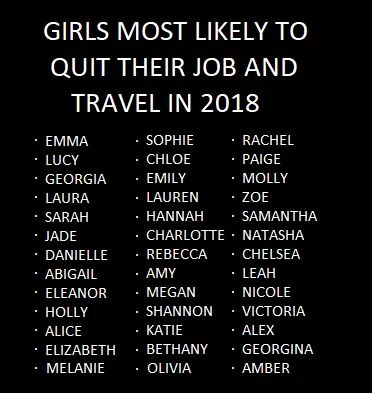 GIRLS MOST LIKELY TO
QUIT THEIR JOB AND
TRAVEL IN 2018
· EMMA
· LUCY
· GEORGIA
· LAURA
· SARAH
· JADE
· DANIELLE
· ABIGAIL
· ELEANOR
· HOLLY
· ALICE
· ELIZABETH
· MELANIE
· SOPHIE
· CHLOE
· EMILY
· LAUREN
· HANNAH
· CHARLOTTE
· REBECCA
· AMY
· MEGAN
· SHANNON
· KATIE
· BETHANY
· OLIVIA
· RACHEL
· PAIGE
· MOLLY
· ZOE
· SAMANTHA
· NATASHA
· CHELSEA
· LEAH
· NICOLE
· VICTORIA
· ALEX
· GEORGINA
· AMBER